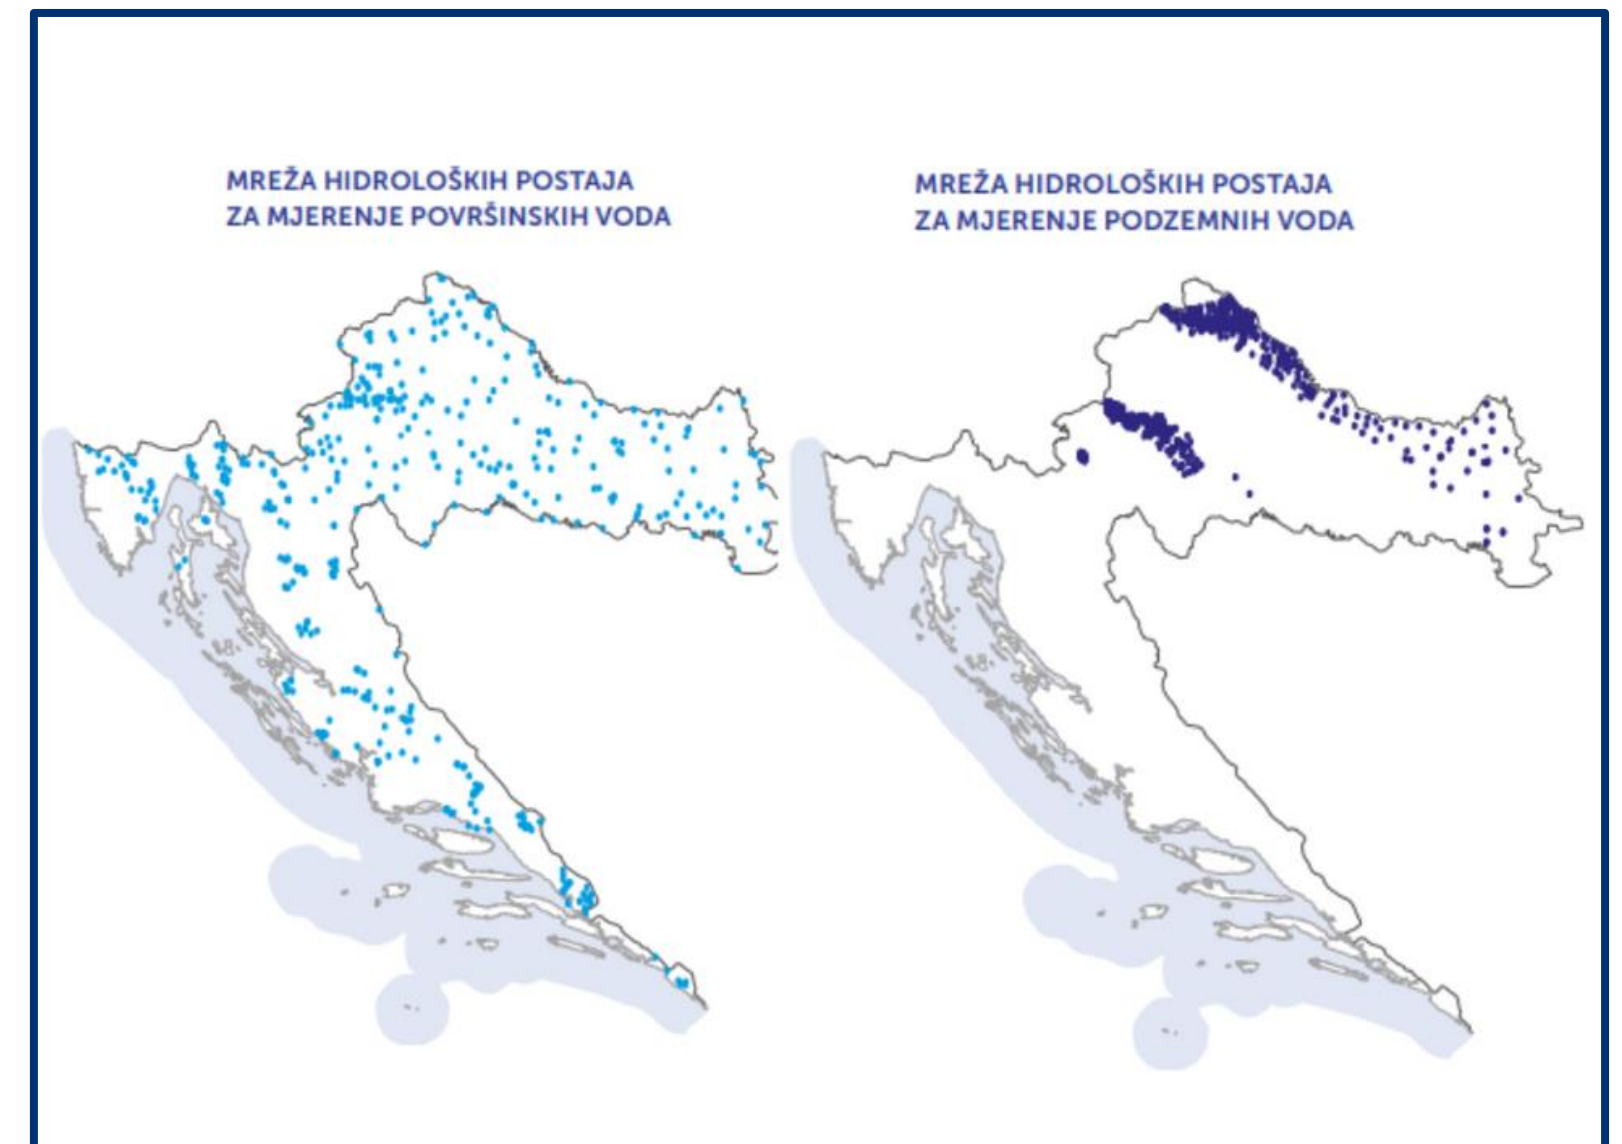 MREŽA HIDROLOŠKIH POSTAJA
ZA MJERENJE POVRŠINSKIH VODA
MREŽA HIDROLOŠKIH POSTAJA
ZA MJERENJE PODZEMNIH VODA